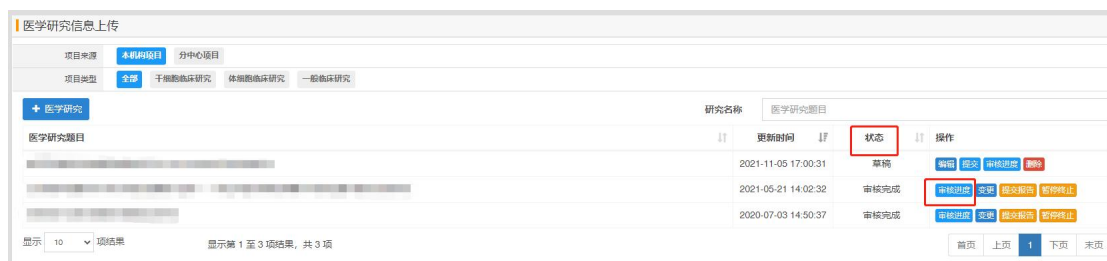 医学研究信息上传
项目来源 本机构项目 分中心项目
项目类型 全部 干细胞临床研究 体细胞临床研究 一般临床研究
+ 医学研究 研究名称 医学研究题目
医学研究题目 更新时间 状态 操作
2021-11-05 17:00:31 草稿 编辑 提交 审核进度 删除
2021-05-21 14:02:32 审核完成 审核进度 变更 提交报告 暂停终止
2020-07-03 14:50:37 审核完成 审核进度 变更 提交报告 暂停终止
显示 10 项结果 显示第 1 至 3 项结果，共 3 项 首页 上页 1 下页 末页